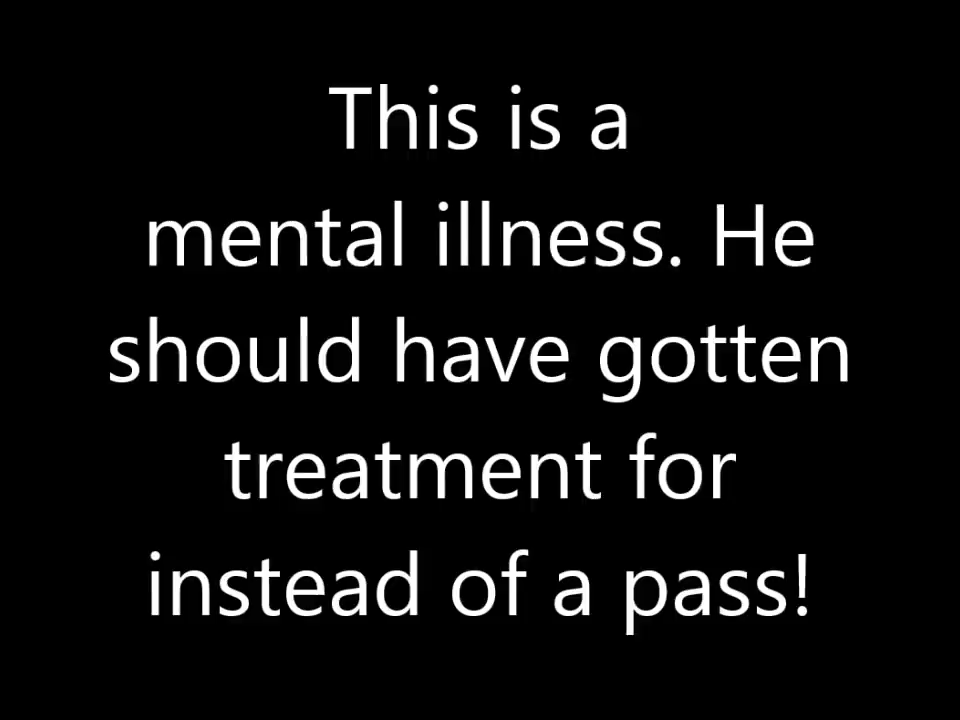 This is a
mental illness. He
should have gotten
treatment for
instead of a pass!